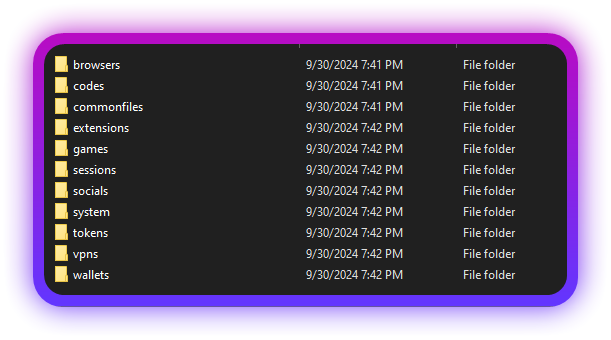 browsers 9/30/2024 7:41 PM File folder
codes 9/30/2024 7:41 PM File folder
commonfiles 9/30/2024 7:41 PM File folder
extensions 9/30/2024 7:42 PM File folder
games 9/30/2024 7:42 PM File folder
sessions 9/30/2024 7:42 PM File folder
socials 9/30/2024 7:42 PM File folder
system 9/30/2024 7:42 PM File folder
tokens 9/30/2024 7:42 PM File folder
vpns 9/30/2024 7:42 PM File folder
wallets 9/30/2024 7:42 PM File folder